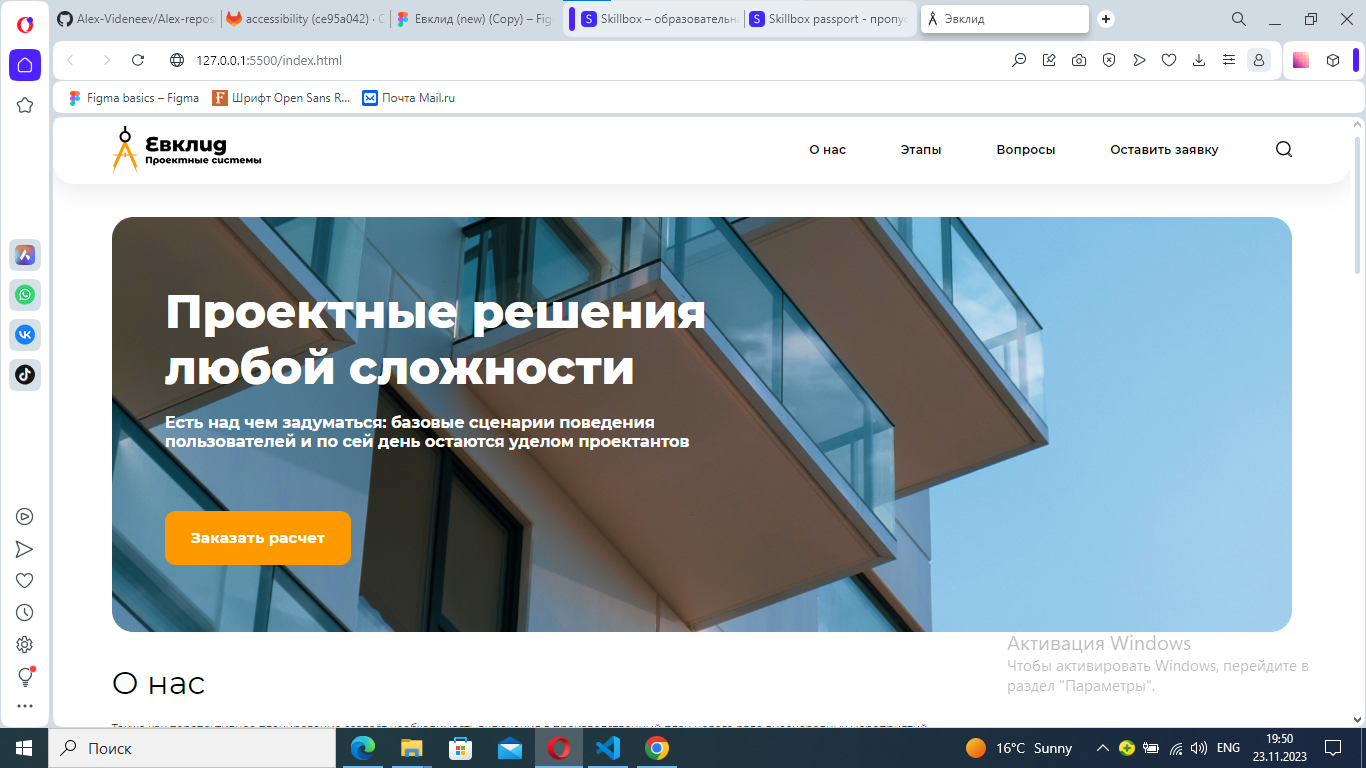 Alex-Videneev/Alex-repos
accessibility (ce95a042) · C
Евклид (new) (Copy) – Fig
Skillbox – образовательна
Skillbox passport - пропус
Эвклид
127.0.0.1:5500/index.html
Figma basics – Figma
Шрифт Open Sans R...
Почта Mail.ru
Евклид
Проектные системы
О нас
Этапы
Вопросы
Оставить заявку
Проектные решения
любой сложности
Есть над чем задуматься: базовые сценарии поведения
пользователей и по сей день остаются уделом проектантов
Заказать расчет
О нас
Активация Windows
Чтобы активировать Windows, перейдите в
раздел "Параметры".
Поиск
16°C Sunny
ENG
19:50
23.11.2023